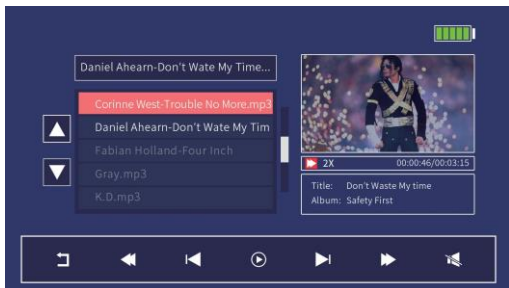 Daniel Ahearn-Don't Wate My Time...
Corinne West-Trouble No More.mp3
Daniel Ahearn-Don't Wate My Tim
Fabian Holland-Four Inch
Gray.mp3
K.D.mp3
2X 00:00:46/00:03:15
Title: Don't Waste My time
Album: Safety First